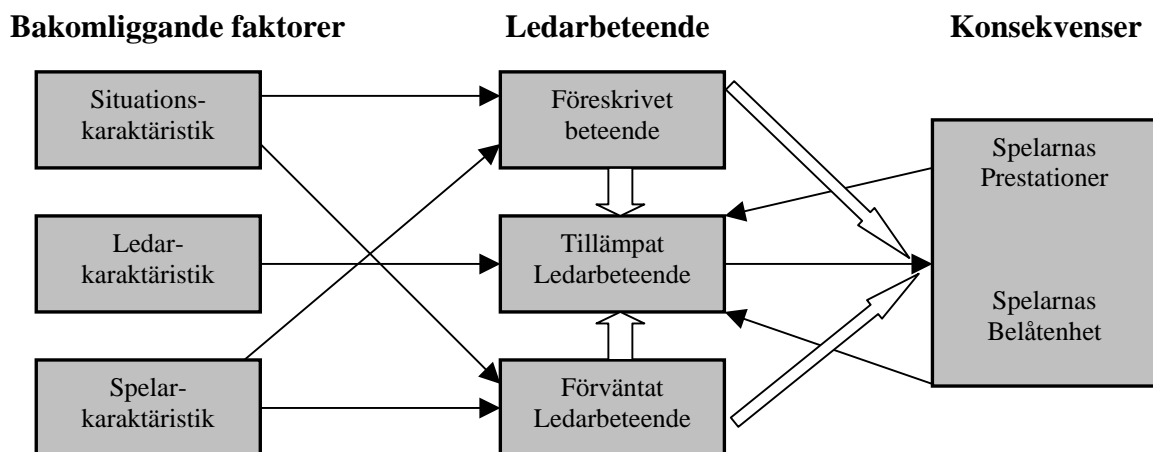 Bakomliggande faktorer
Ledarbeteende
Konsekvenser
Situations-
karaktäristik
Föreskrivet
beteende
Spelarnas
Prestationer
Ledar-
karaktäristik
Tillämpat
Ledarbeteende
Spelarnas
Belåtenhet
Spelar-
karaktäristik
Förväntat
Ledarbeteende